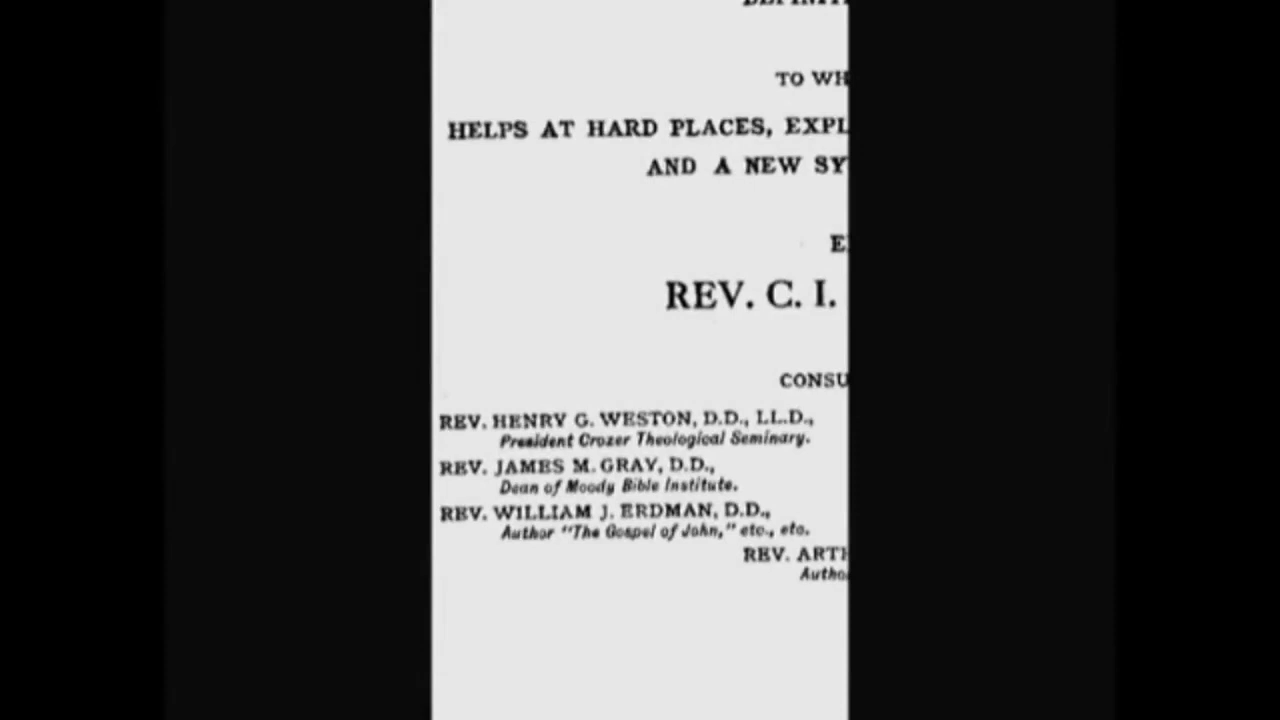 TO WH
HELPS AT HARD PLACES, EXPL
AND A NEW SY
E
REV. C. I.
CONSU
REV. HENRY G. WESTON, D.D., LL.D.,
President Crozer Theological Seminary.
REV. JAMES M. GRAY, D.D.,
Dean of Moody Bible Institute.
REV. WILLIAM J. ERDMAN, D.D.,
Author "The Gospel of John," etc., etc.
REV. ARTH
Autho